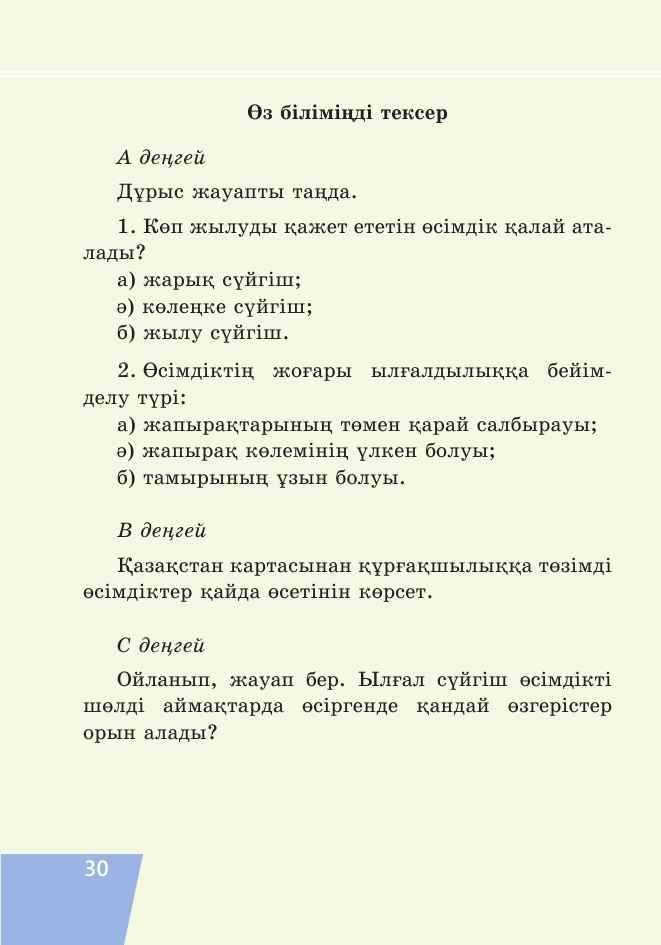 Өз біліміңді тексер
А деңгей
Дұрыс жауапты таңда.
1. Көп жылуды қажет ететін өсімдік қалай ата-
лады?
а) жарық сүйгіш;
ә) көлеңке сүйгіш;
б) жылу сүйгіш.
2. Өсімдіктің жоғары ылғалдылыққа бейім-
делу түрі:
а) жапырақтарының төмен қарай салбырауы;
ә) жапырақ көлемінің үлкен болуы;
б) тамырының ұзын болуы.
В деңгей
Қазақстан картасынан құрғақшылыққа төзімді
өсімдіктер қайда өсетінін көрсет.
С деңгей
Ойланып, жауап бер. Ылғал сүйгіш өсімдікті
шөлді аймақтарда өсіргенде қандай өзгерістер
орын алады?
30